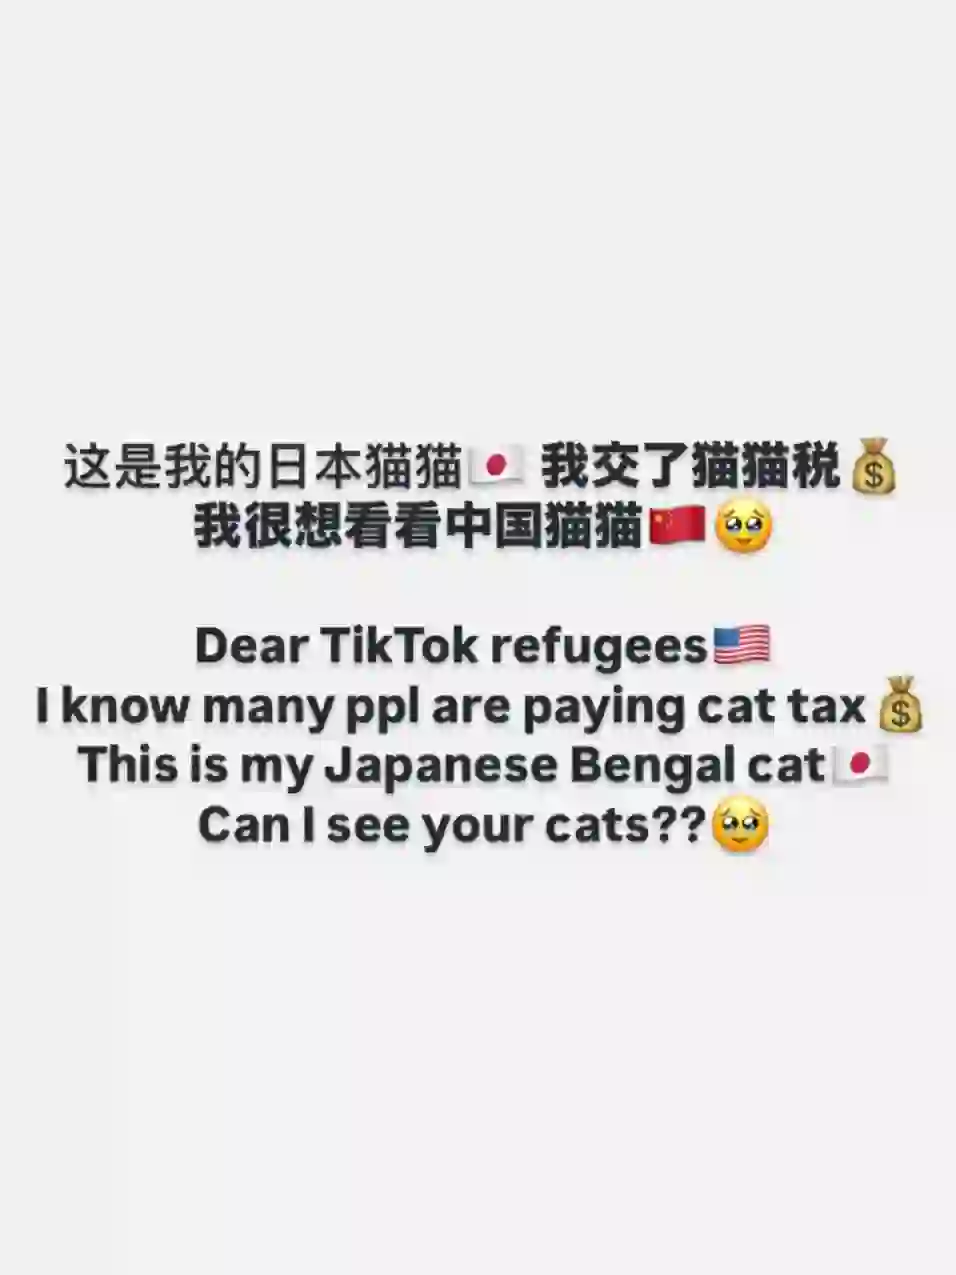 这是我的日本猫猫🇯🇵 我交了猫猫税💰
我很想看看中国猫猫🇨🇳🥹
Dear TikTok refugees🇺🇸
I know many ppl are paying cat tax💰
This is my Japanese Bengal cat🇯🇵
Can I see your cats??🥹